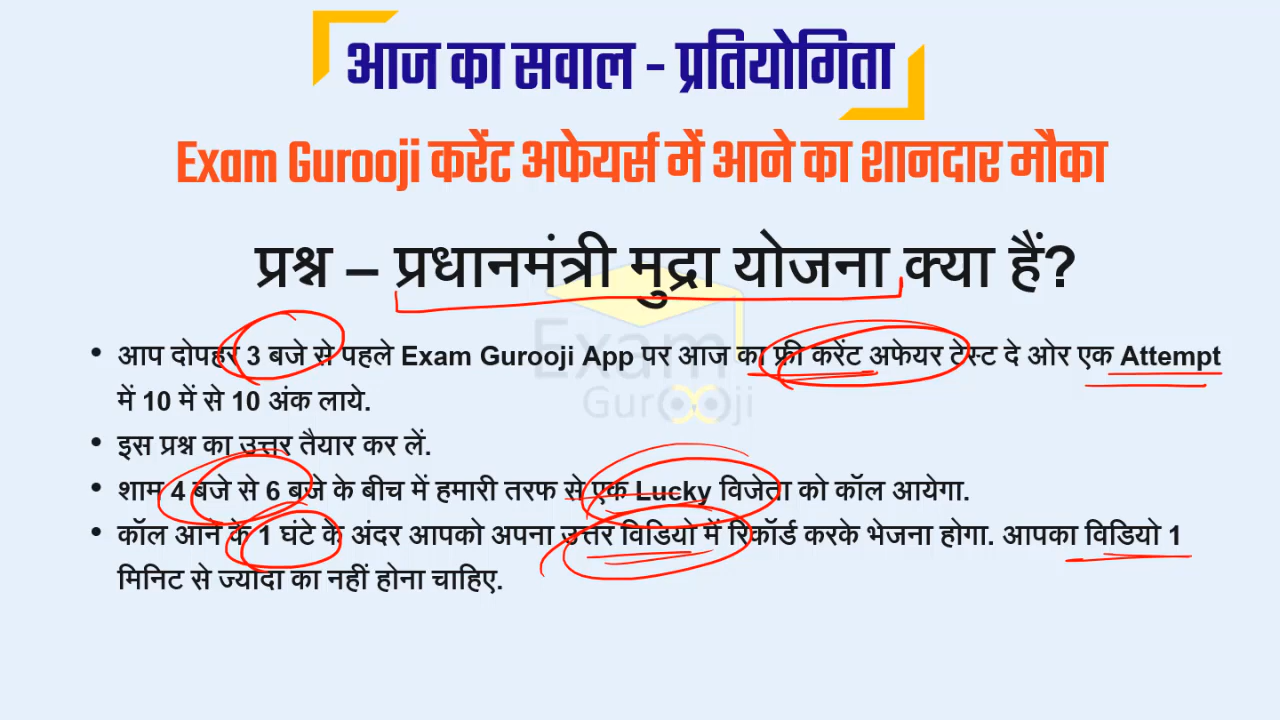 आज का सवाल - प्रतियोगिता
Exam Gurooji करेंट अफेयर्स में आने का शानदार मौका
प्रश्न – प्रधानमंत्री मुद्रा योजना क्या हैं?
• आप दोपहर 3 बजे से पहले Exam Gurooji App पर आज का फ्री करेंट अफेयर टेस्ट दे ओर एक Attempt
में 10 में से 10 अंक लाये.
• इस प्रश्न का उत्तर तैयार कर लें.
• शाम 4 बजे से 6 बजे के बीच में हमारी तरफ से एक Lucky विजेता को कॉल आयेगा.
• कॉल आने के 1 घंटे के अंदर आपको अपना उत्तर विडियो में रिकॉर्ड करके भेजना होगा. आपका विडियो 1
मिनिट से ज्यादा का नहीं होना चाहिए.
Exam
Gurooji